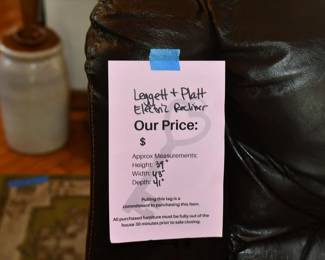 Leggett + Platt
Electric Recliner
Our Price:
$
Approx Measurements:
Height: 39"
Width: 43"
Depth: 41"
Pulling this tag is a
commitment to purchasing this item.
All purchased furniture must be fully out of the
house 30 minutes prior to sale closing.